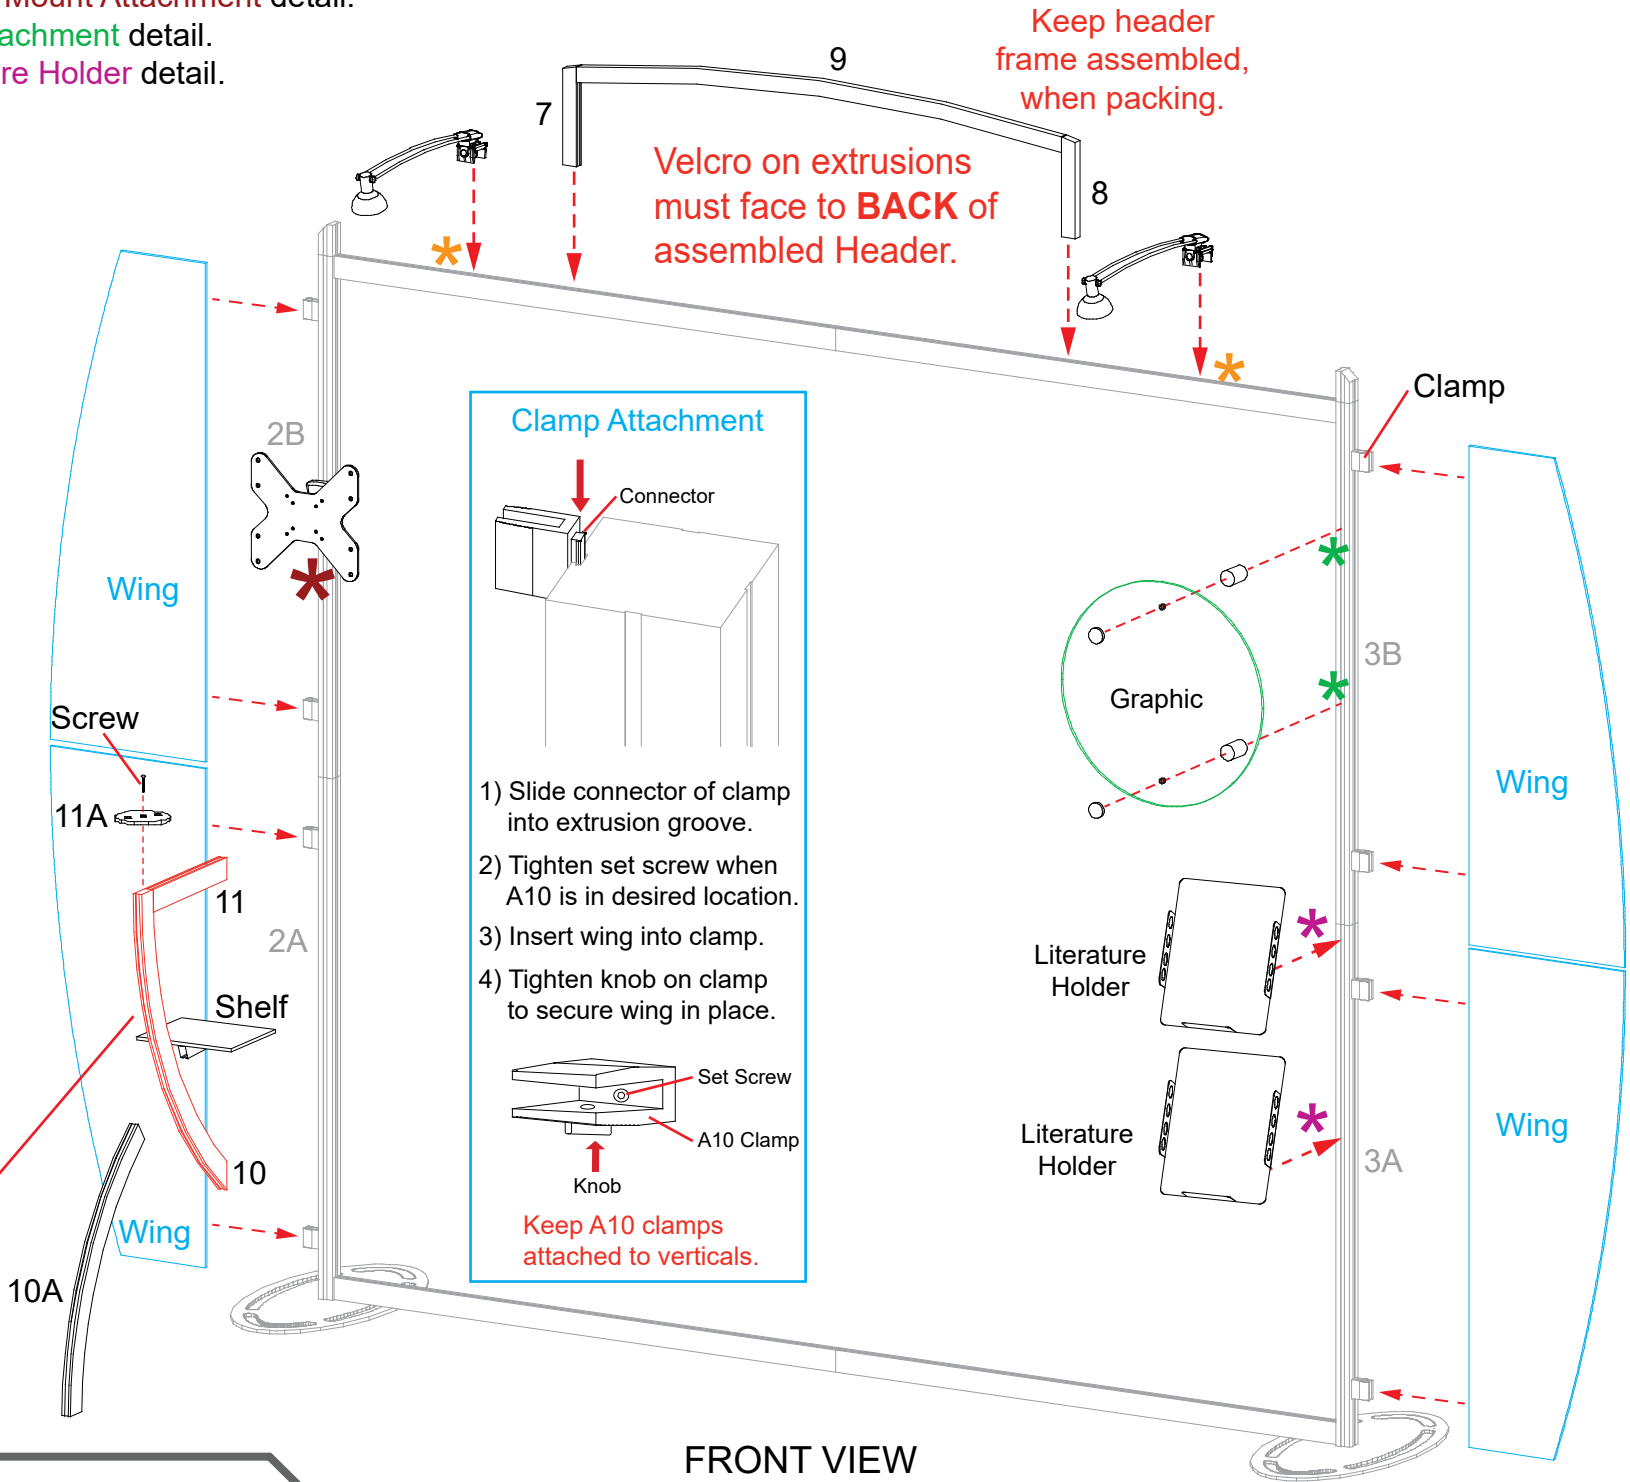 Mount Attachment detail.
achment detail.
re Holder detail.
Keep header
frame assembled,
when packing.
9
7
8
Velcro on extrusions
must face to BACK of
assembled Header.
Clamp
2B
Wing
Screw
11A
11
2A
Shelf
10
Wing
10A
Clamp Attachment
Connector
1) Slide connector of clamp
into extrusion groove.
2) Tighten set screw when
A10 is in desired location.
3) Insert wing into clamp.
4) Tighten knob on clamp
to secure wing in place.
Set Screw
A10 Clamp
Knob
Keep A10 clamps
attached to verticals.
Graphic
3B
Wing
Literature
Holder
Literature
Holder
3A
Wing
FRONT VIEW